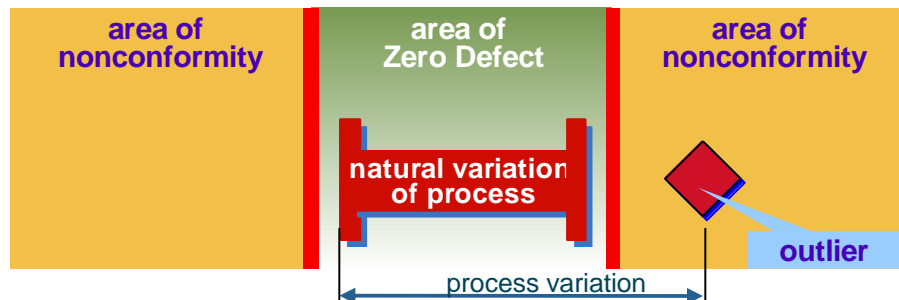 area of
nonconformity
area of
Zero Defect
area of
nonconformity
natural variation
of process
outlier
process variation